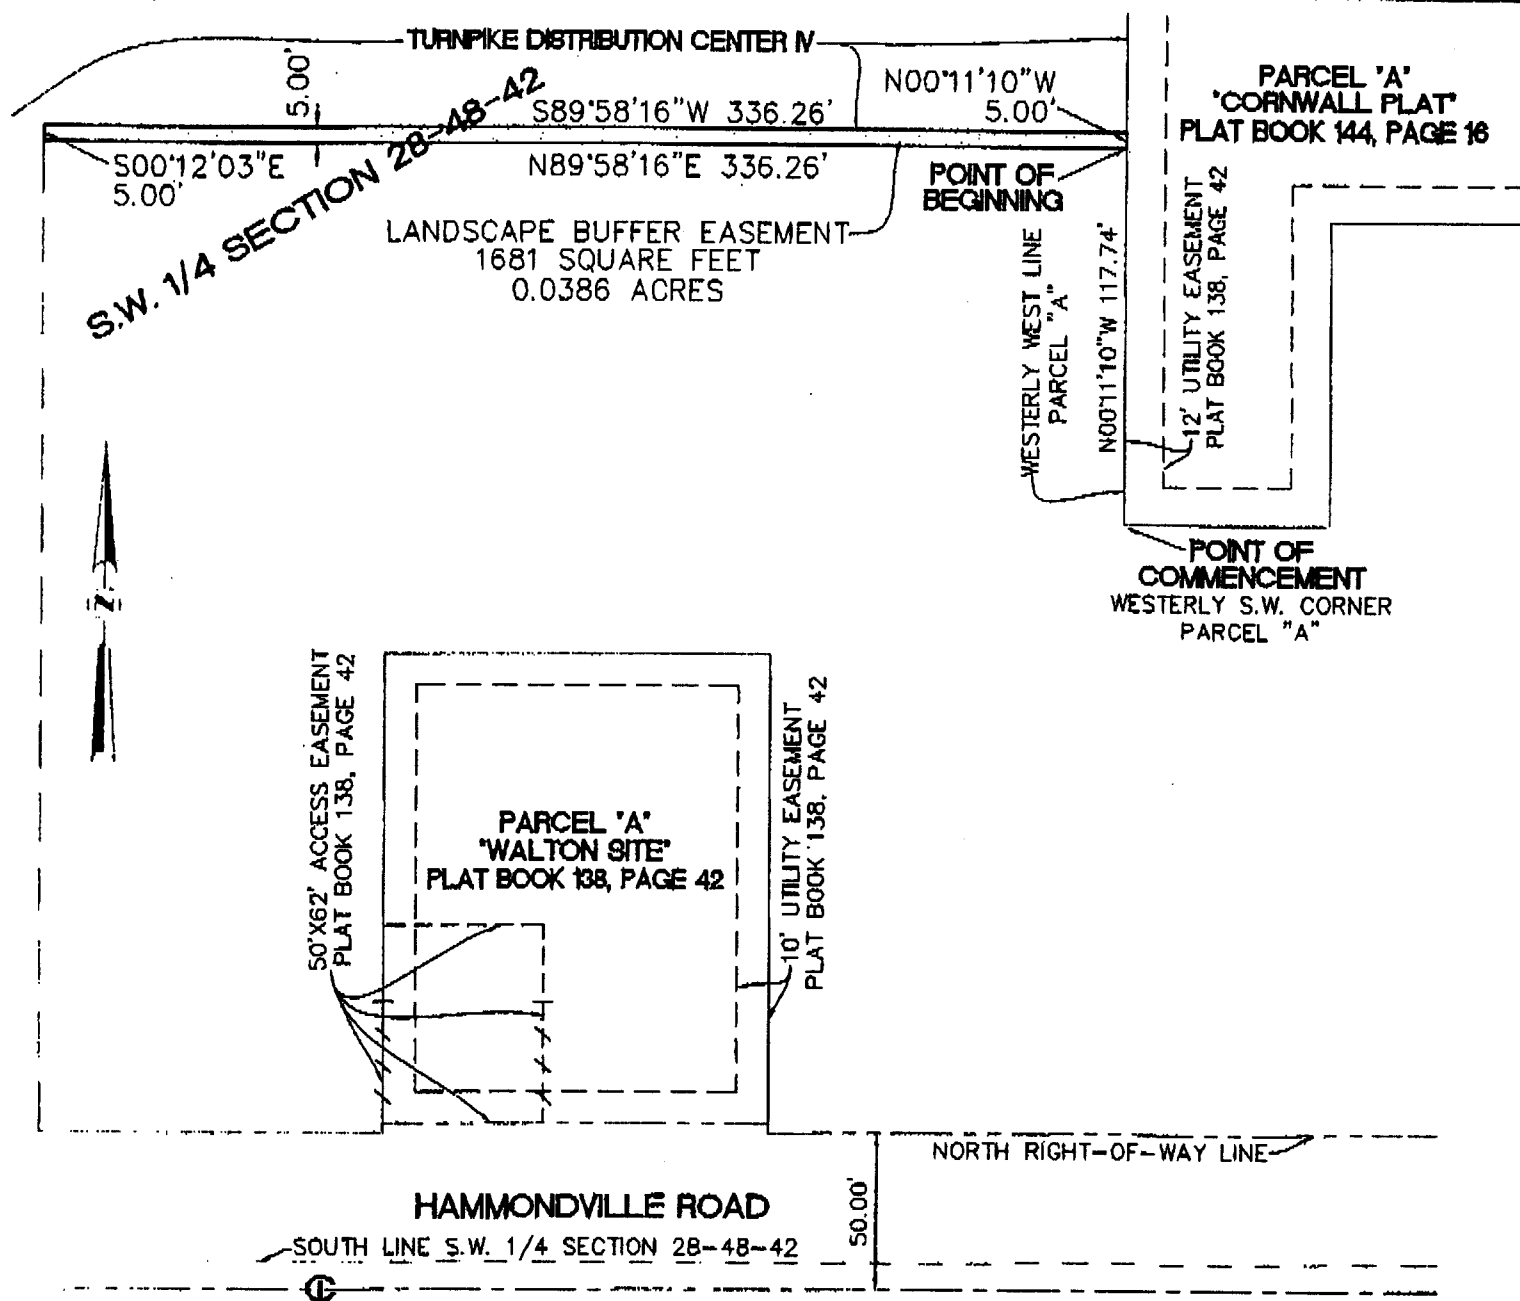 TURNPIKE DISTRIBUTION CENTER IV
5.00'
S89°58'16"W 336.26'
N00°11'10"W
5.00'
PARCEL "A"
"CORNWALL PLAT"
PLAT BOOK 144, PAGE 16
S00°12'03"E
5.00'
N89°58'16"E 336.26'
S.W. 1/4 SECTION 28-48-42
POINT OF
BEGINNING
LANDSCAPE BUFFER EASEMENT
1681 SQUARE FEET
0.0386 ACRES
WESTERLY WEST LINE
PARCEL "A"
N00°11'10"W 117.74'
12' UTILITY EASEMENT
PLAT BOOK 138, PAGE 42
POINT OF
COMMENCEMENT
WESTERLY S.W. CORNER
PARCEL "A"
N
50'X62' ACCESS EASEMENT
PLAT BOOK 138, PAGE 42
PARCEL "A"
"WALTON SITE"
PLAT BOOK 138, PAGE 42
10' UTILITY EASEMENT
PLAT BOOK 138, PAGE 42
NORTH RIGHT-OF-WAY LINE
HAMMONDVILLE ROAD
50.00'
SOUTH LINE S.W. 1/4 SECTION 28-48-42